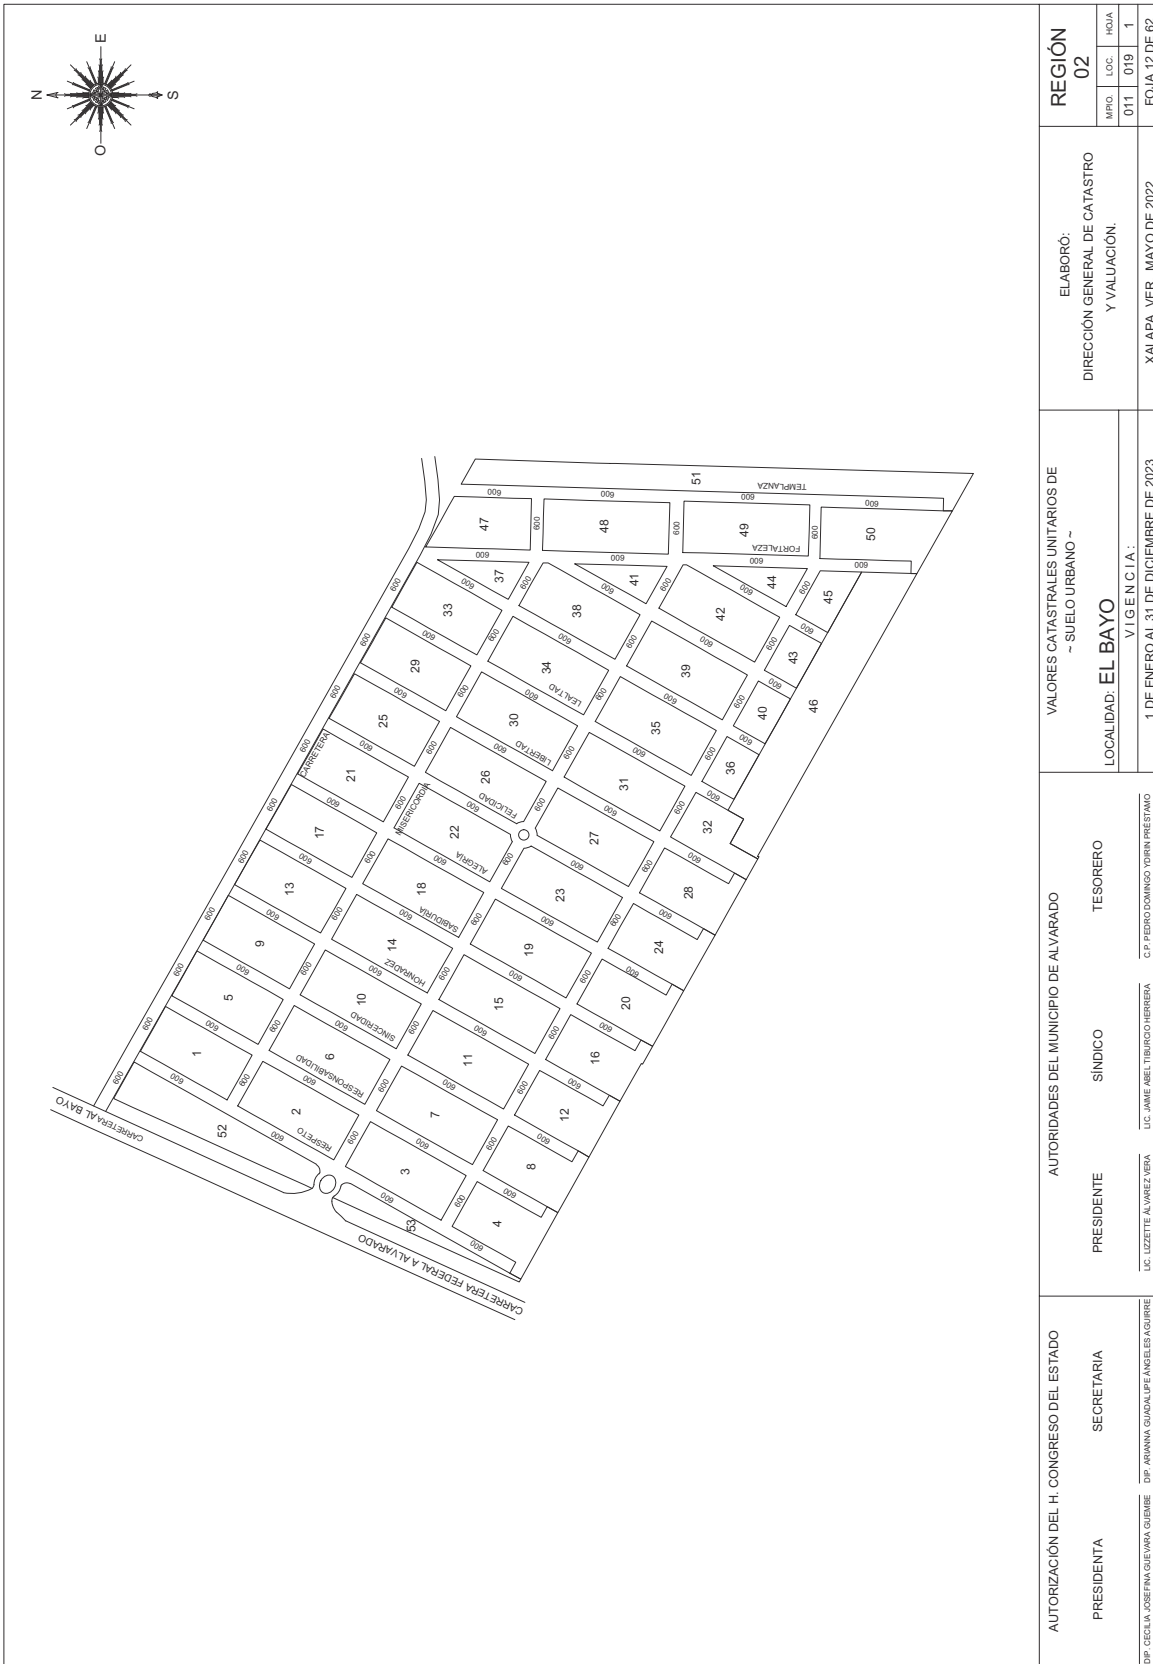 N
E
S
O
CARRETERA AL BAYO
CARRETERA
CARRETERA FEDERAL A ALVARADO
RESPETO
RESPONSABILIDAD
SINCERIDAD
HONRADEZ
SABIDURÍA
ALEGRÍA
MISERICORDIA
FELICIDAD
LIBERTAD
LEALTAD
FORTALEZA
TEMPLANZA
600
1
2
3
4
5
6
7
8
9
10
11
12
13
14
15
16
17
18
19
20
21
22
23
24
25
26
27
28
29
30
31
32
33
34
35
36
37
38
39
40
41
42
43
44
45
46
47
48
49
50
51
52
53
AUTORIZACIÓN DEL H. CONGRESO DEL ESTADO
PRESIDENTA SECRETARIA
DIP. CECILIA JOSEFINA GUEVARA GUEMBE DIP. ARIANNA GUADALUPE ÁNGELES AGUIRRE
AUTORIDADES DEL MUNICIPIO DE ALVARADO
PRESIDENTE SÍNDICO TESORERO
LIC. LIZZETTE ÁLVAREZ VERA LIC. JAIME ABEL TIBURCIO HERRERA C.P. PEDRO DOMINGO YDIRIN PRÉSTAMO
VALORES CATASTRALES UNITARIOS DE
~ SUELO URBANO ~
LOCALIDAD: EL BAYO
V I G E N C I A :
1 DE ENERO AL 31 DE DICIEMBRE DE 2023
ELABORÓ:
DIRECCIÓN GENERAL DE CATASTRO
Y VALUACIÓN.
XALAPA, VER., MAYO DE 2022
REGIÓN
02
MPIO. LOC. HOJA
011 019 1
FOJA 12 DE 62